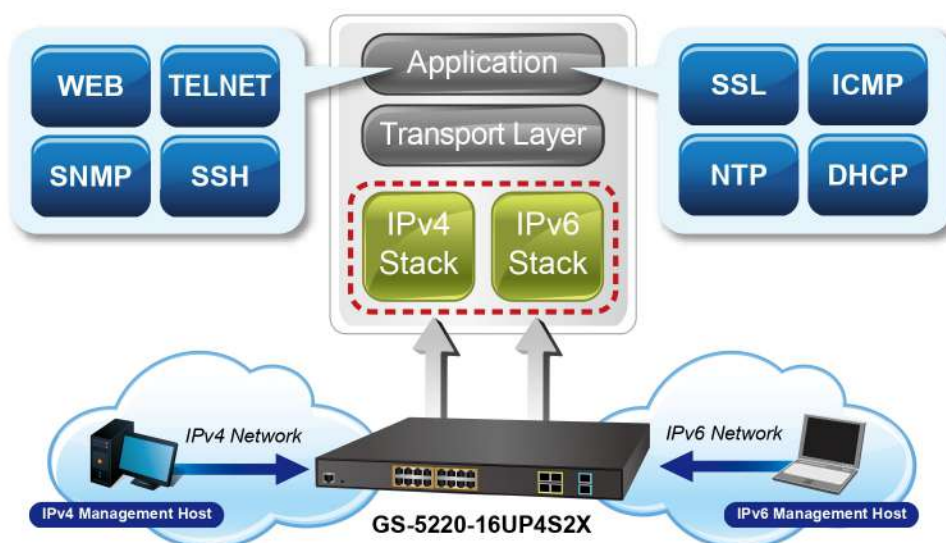 WEB
TELNET
SNMP
SSH
Application
Transport Layer
IPv4
Stack
IPv6
Stack
SSL
ICMP
NTP
DHCP
IPv4 Network
IPv4 Management Host
GS-5220-16UP4S2X
IPv6 Network
IPv6 Management Host